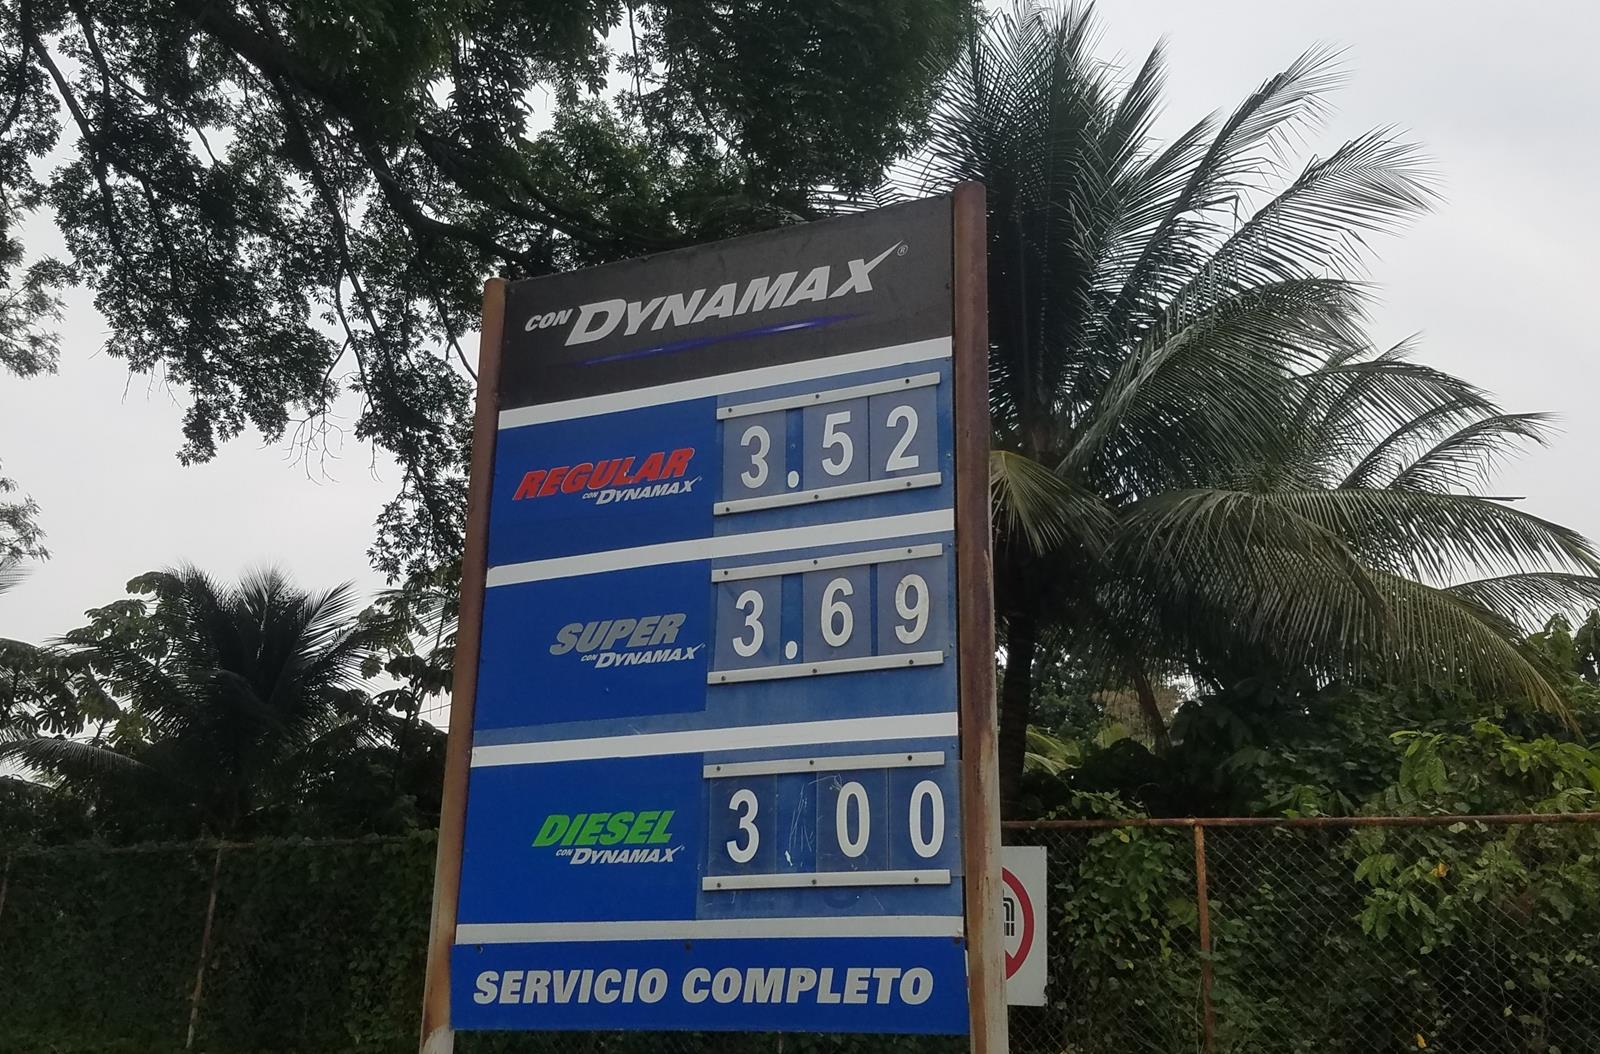 CON DYNAMAX®
REGULAR
CON DYNAMAX®
3.52
SUPER
CON DYNAMAX®
3.69
DIESEL
CON DYNAMAX®
3 00
SERVICIO COMPLETO